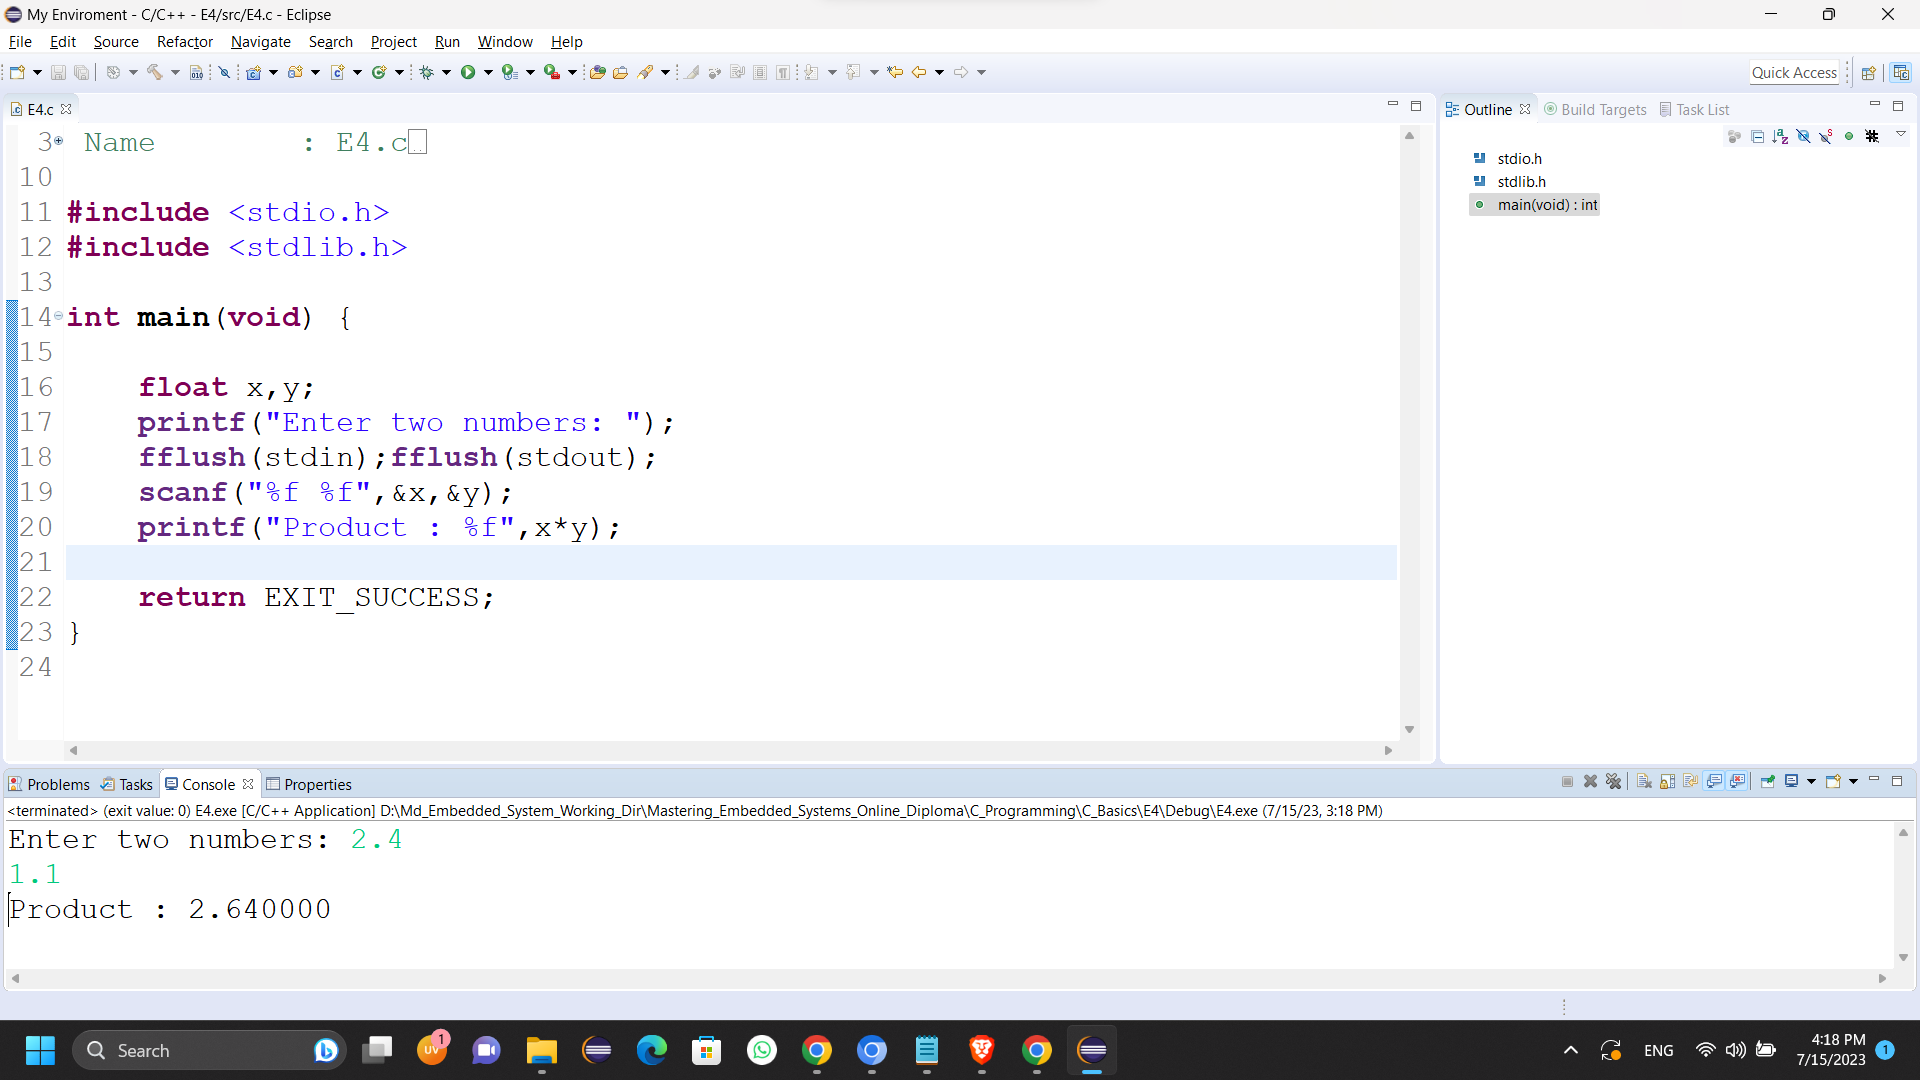 My Enviroment - C/C++ - E4/src/E4.c - Eclipse
File Edit Source Refactor Navigate Search Project Run Window Help
Quick Access
E4.c
Outline Build Targets Task List
stdio.h
stdlib.h
main(void) : int
3 Name : E4.c
10
11 #include <stdio.h>
12 #include <stdlib.h>
13
14 int main(void) {
15
16 float x,y;
17 printf("Enter two numbers: ");
18 fflush(stdin);fflush(stdout);
19 scanf("%f %f",&x,&y);
20 printf("Product : %f",x*y);
21
22 return EXIT_SUCCESS;
23 }
24
Problems Tasks Console Properties
<terminated> (exit value: 0) E4.exe [C/C++ Application] D:\Md_Embedded_System_Working_Dir\Mastering_Embedded_Systems_Online_Diploma\C_Programming\C_Basics\E4\Debug\E4.exe (7/15/23, 3:18 PM)
Enter two numbers: 2.4
1.1
Product : 2.640000
Search
UV
1
ENG
4:18 PM
7/15/2023
1